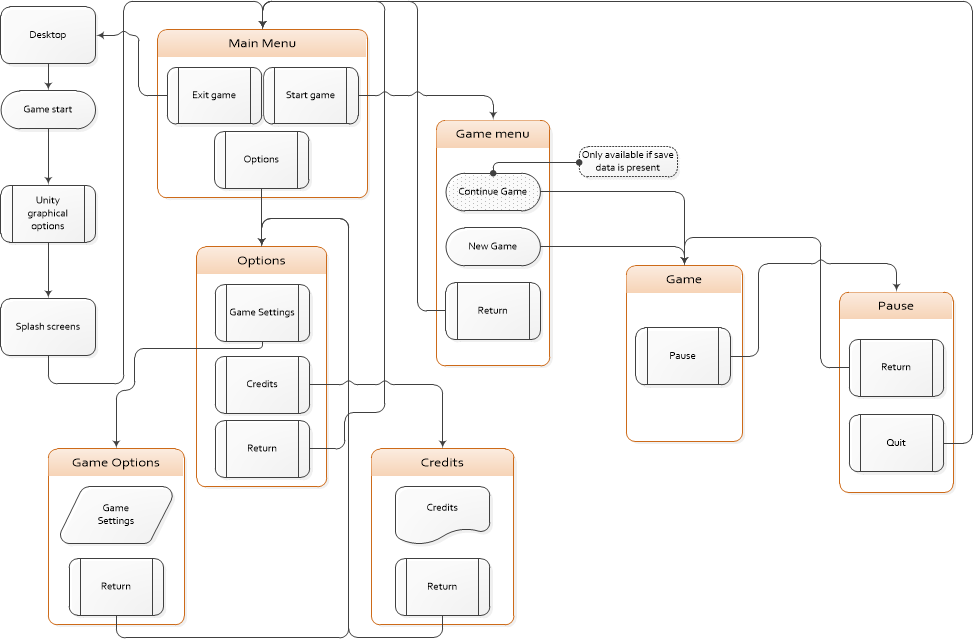 Desktop
Game start
Unity
graphical
options
Splash screens
Main Menu
Exit game
Start game
Options
Game menu
Only available if save
data is present
Continue Game
New Game
Return
Options
Game Settings
Credits
Return
Game
Pause
Pause
Return
Quit
Game Options
Game
Settings
Return
Credits
Credits
Return